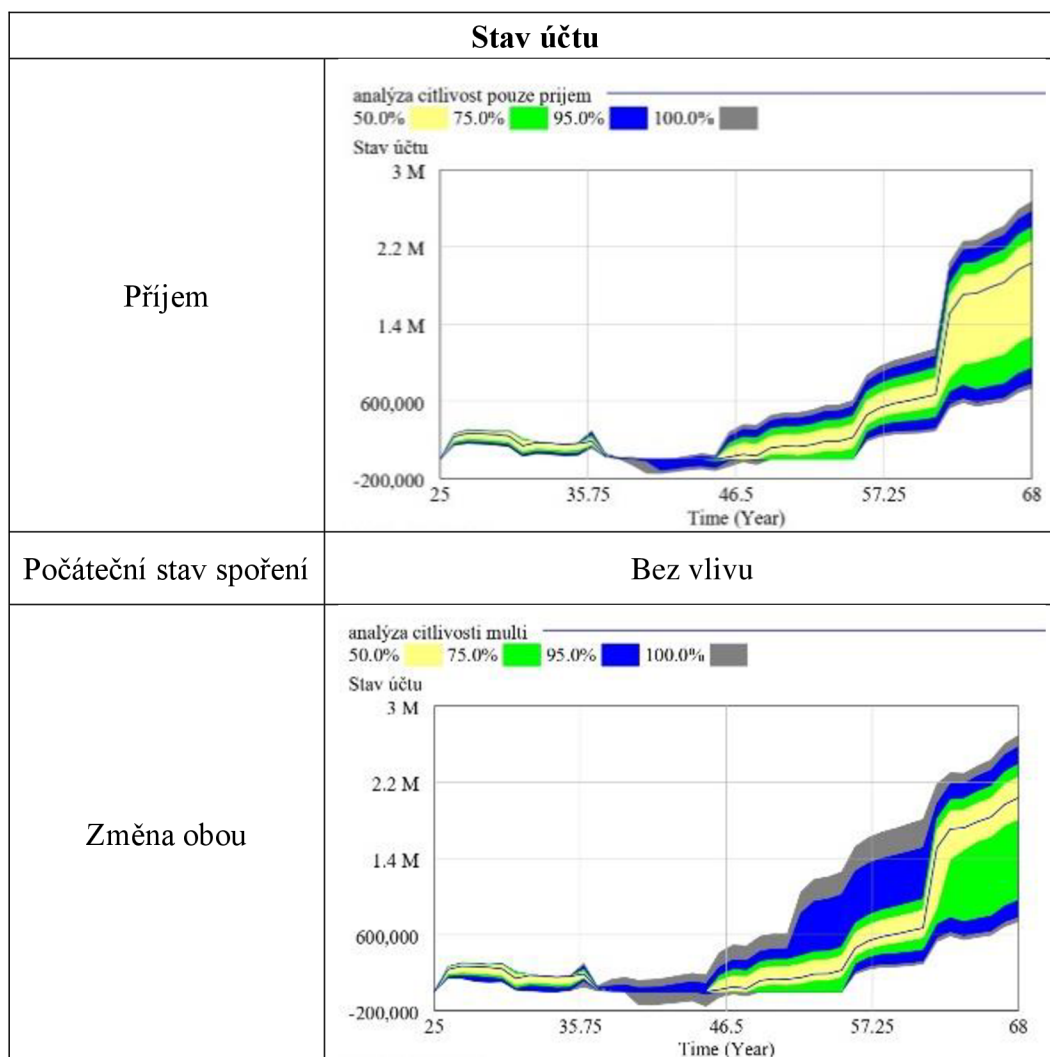 Stav účtu
Příjem
analýza citlivost pouze prijem
50.0% 75.0% 95.0% 100.0%
Stav účtu
3 M
2.2 M
1.4 M
600,000
-200,000
25 35.75 46.5 57.25 68
Time (Year)
Počáteční stav spoření Bez vlivu
Změna obou
analýza citlivosti multi
50.0% 75.0% 95.0% 100.0%
Stav účtu
3 M
2.2 M
1.4 M
600,000
-200,000
25 35.75 46.5 57.25 68
Time (Year)